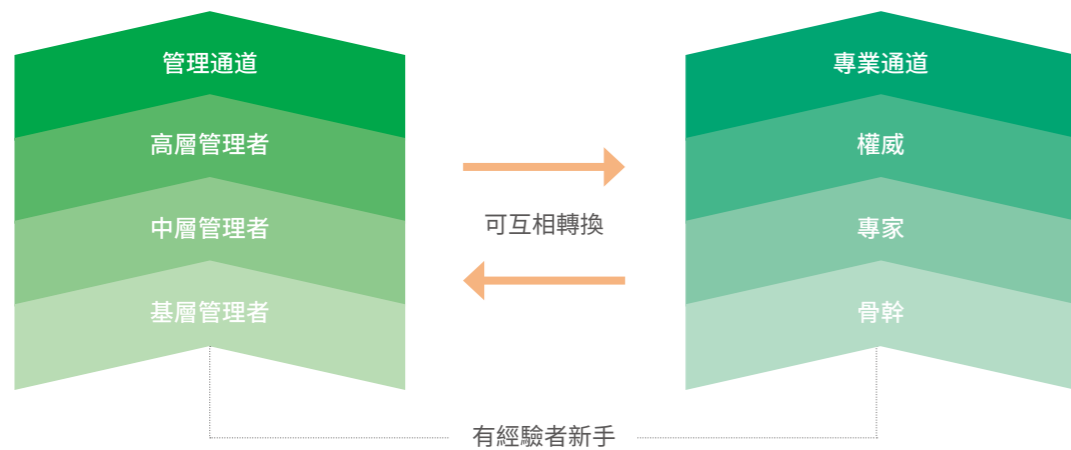 管理通道
高層管理者
中層管理者
基層管理者
可互相轉換
專業通道
權威
專家
骨幹
有經驗者新手